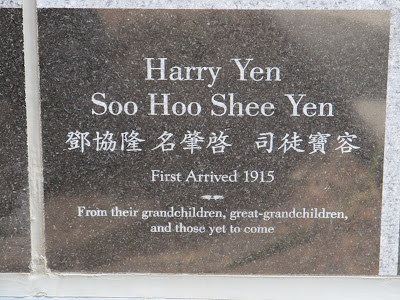 Harry Yen
Soo Hoo Shee Yen
鄧協隆 名肇啓 司徒寶容
First Arrived 1915
From their grandchildren, great-grandchildren,
and those yet to come